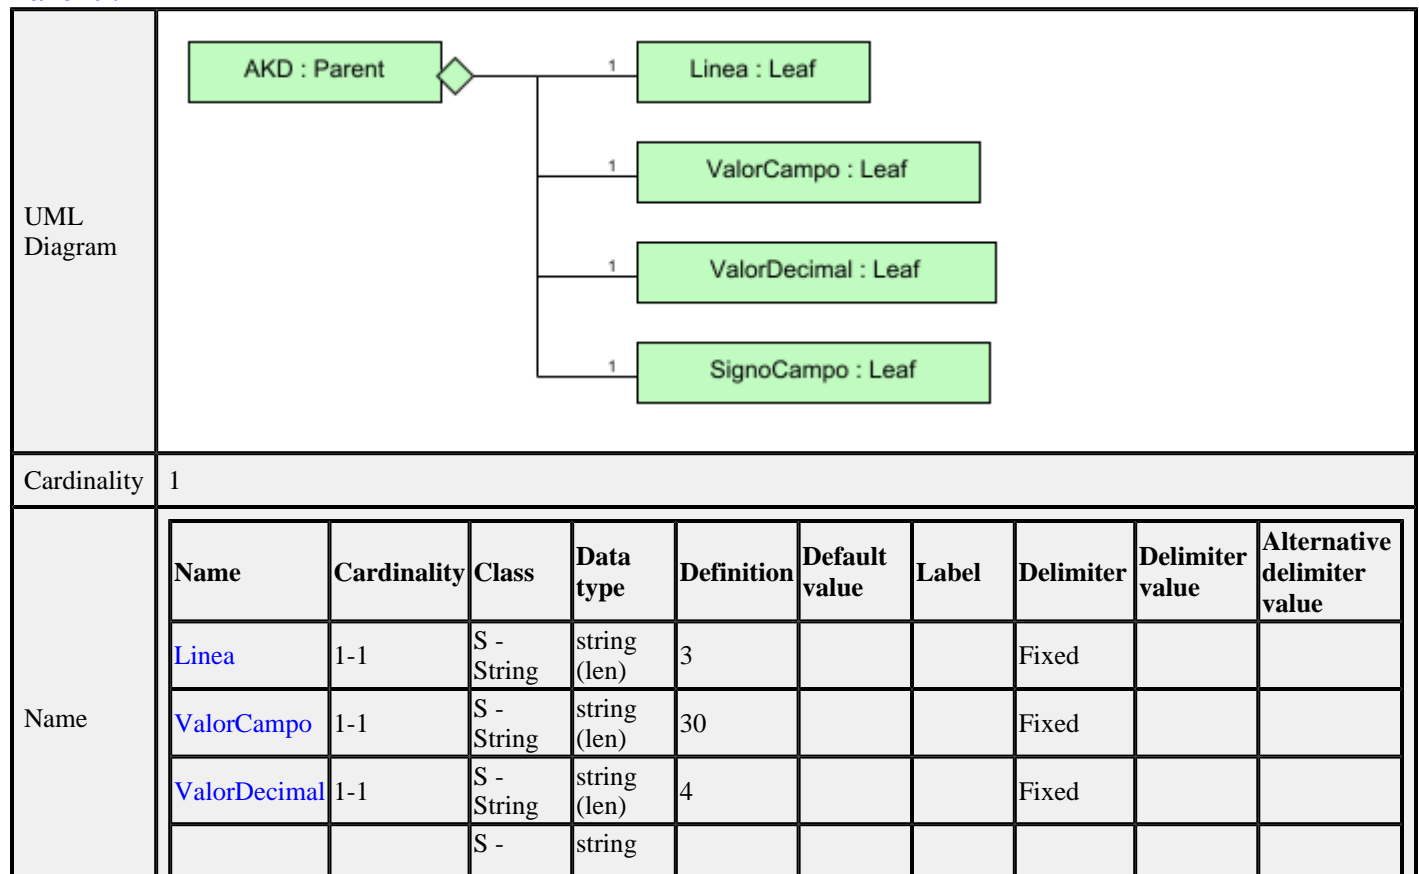 UML
Diagram
AKD : Parent
1
Linea : Leaf
1
ValorCampo : Leaf
1
ValorDecimal : Leaf
1
SignoCampo : Leaf
Cardinality
1
Name
Name Cardinality Class Data type Definition Default value Label Delimiter Delimiter value Alternative delimiter value
Linea 1-1 S - String string (len) 3 Fixed
ValorCampo 1-1 S - String string (len) 30 Fixed
ValorDecimal 1-1 S - String string (len) 4 Fixed
S - string